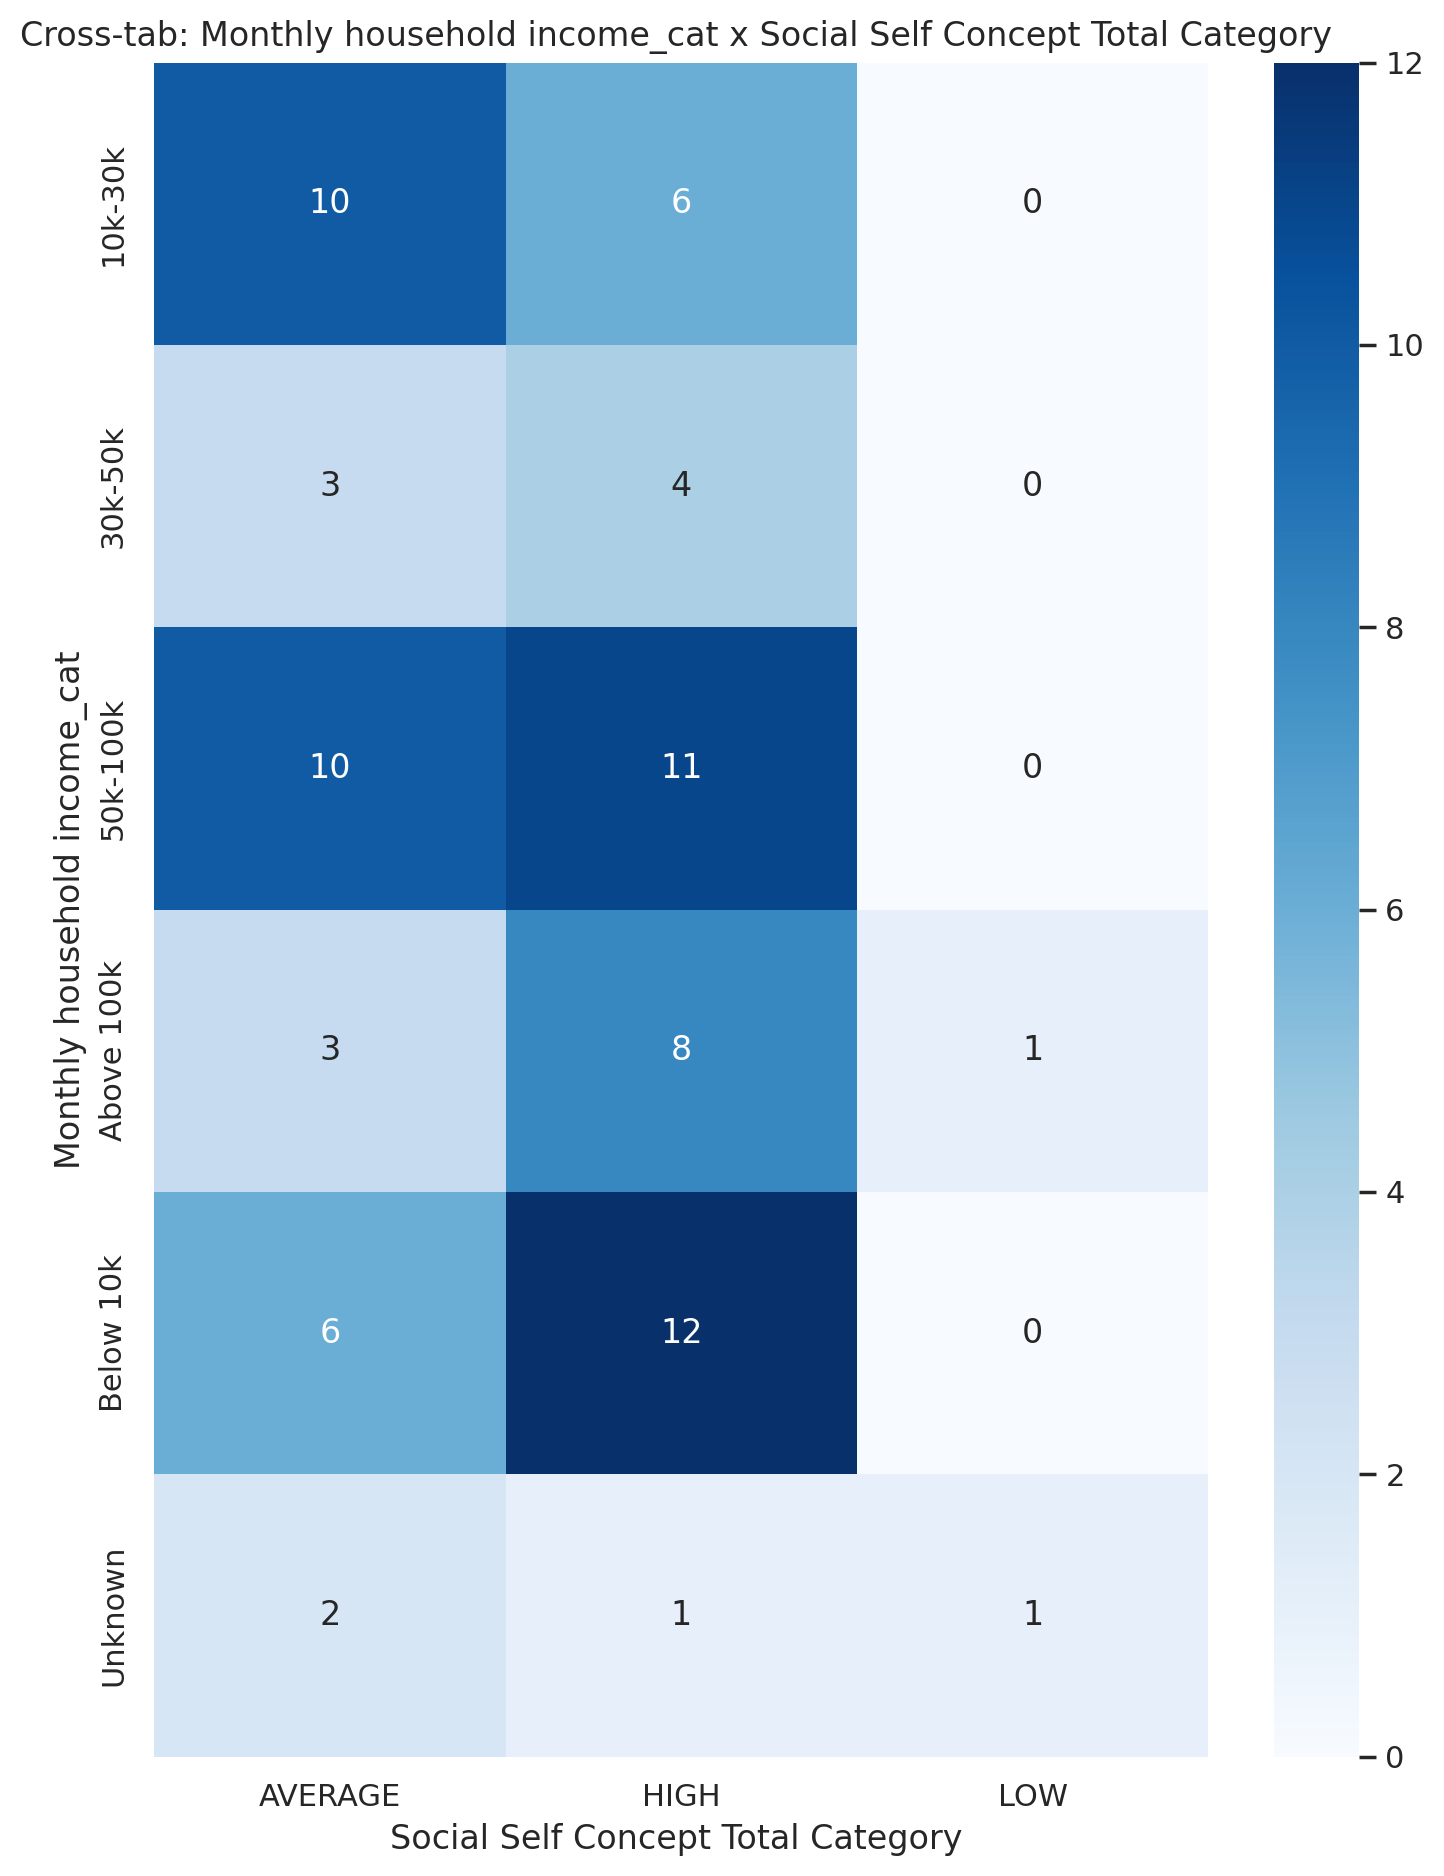 Cross-tab: Monthly household income_cat x Social Self Concept Total Category
12
10
8
6
4
2
0
Monthly household income_cat
10k-30k
10 6 0
30k-50k
3 4 0
50k-100k
10 11 0
Above 100k
3 8 1
Below 10k
6 12 0
Unknown
2 1 1
AVERAGE HIGH LOW
Social Self Concept Total Category